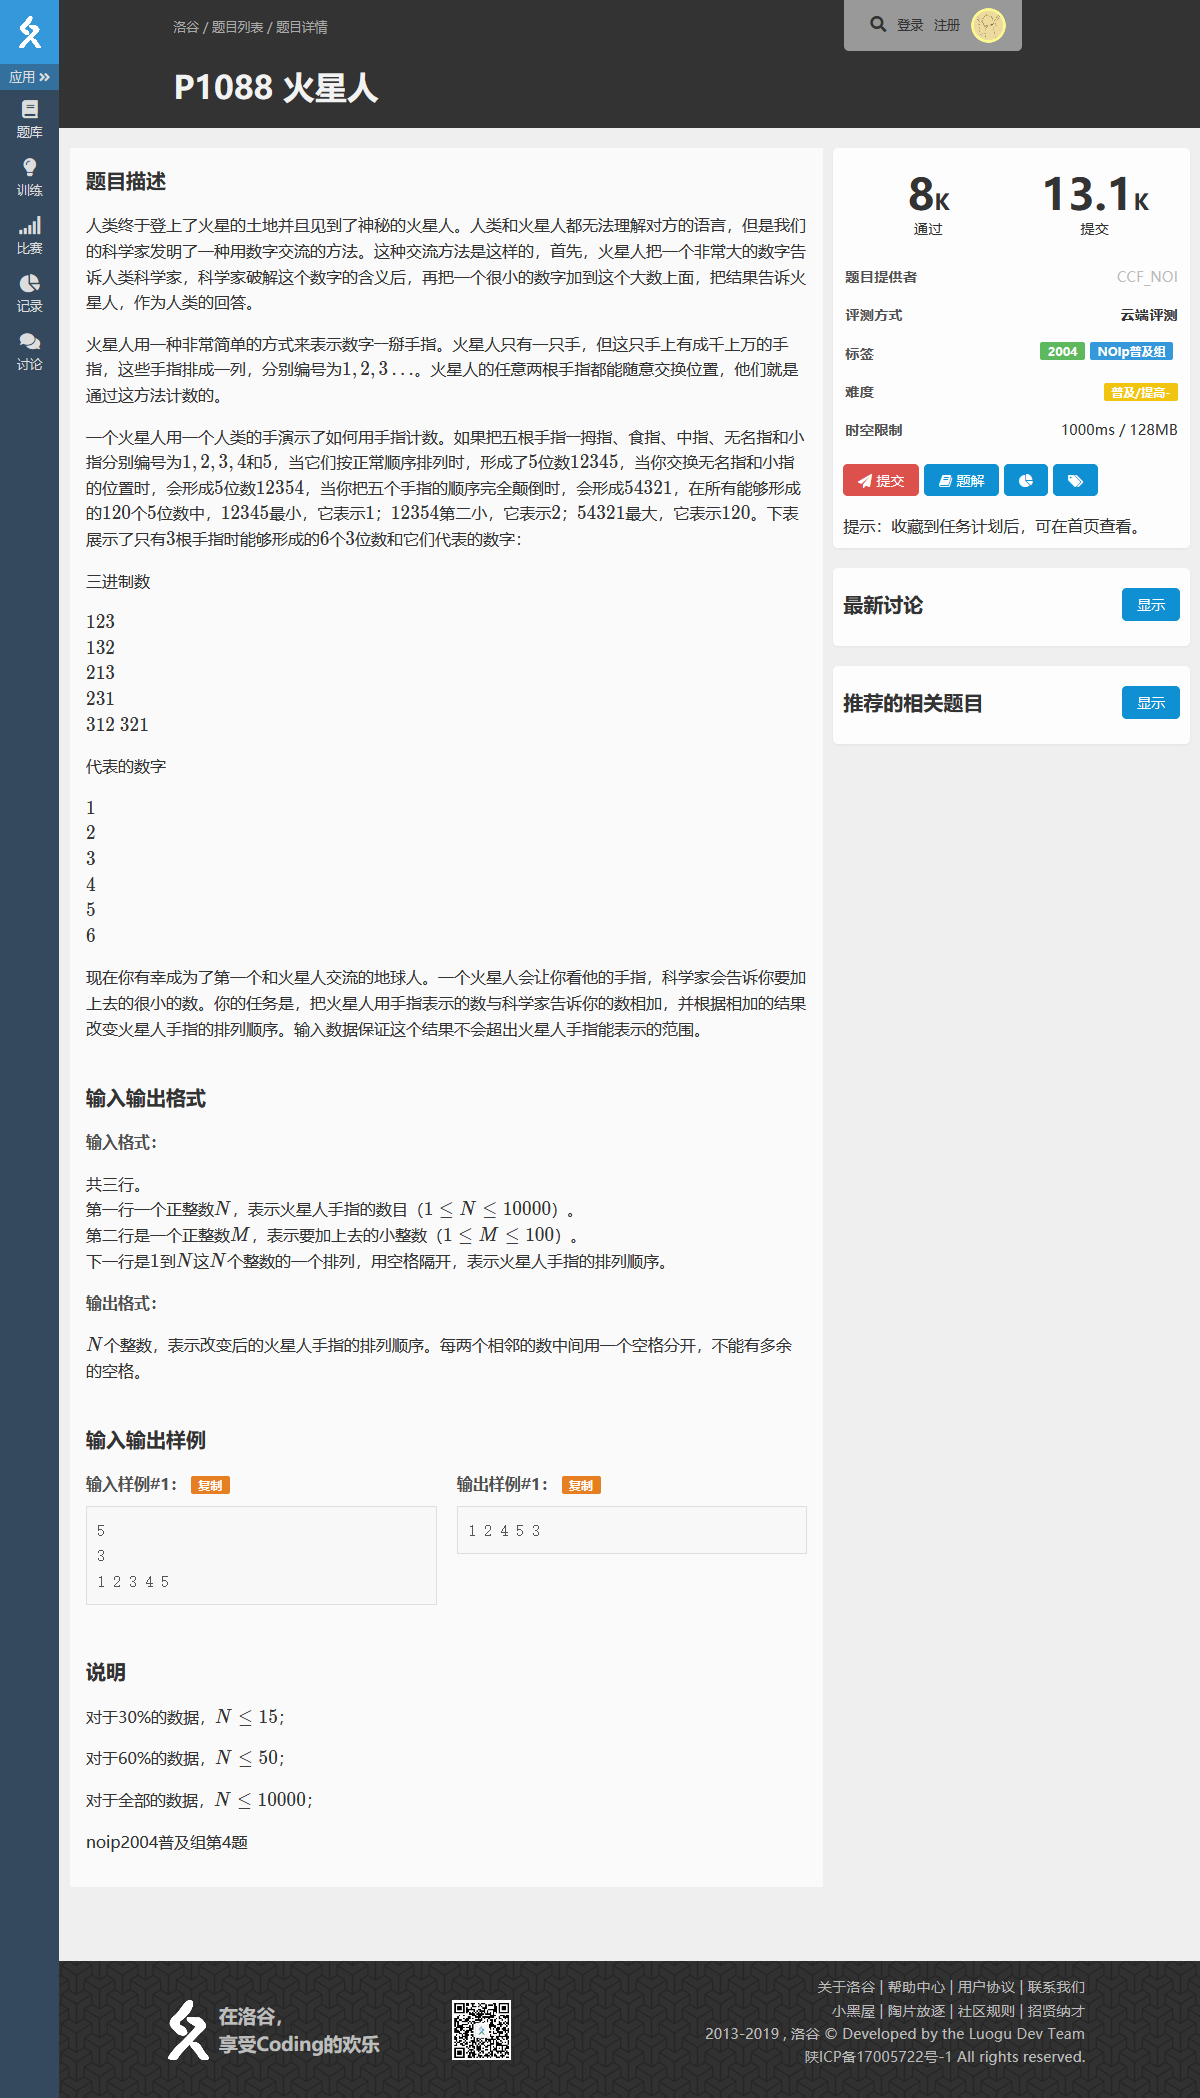 洛谷 / 题目列表 / 题目详情
登录 注册
P1088 火星人
应用
题库
训练
比赛
记录
讨论
题目描述
人类终于登上了火星的土地并且见到了神秘的火星人。人类和火星人都无法理解对方的语言，但是我们
的科学家发明了一种用数字交流的方法。这种交流方法是这样的，首先，火星人把一个非常大的数字告
诉人类科学家，科学家破解这个数字的含义后，再把一个很小的数字加到这个大数上面，把结果告诉火
星人，作为人类的回答。
火星人用一种非常简单的方式来表示数字―掰手指。火星人只有一只手，但这只手上有成千上万的手
指，这些手指排成一列，分别编号为1,2,3…。火星人的任意两根手指都能随意交换位置，他们就是
通过这方法计数的。
一个火星人用一个人类的手演示了如何用手指计数。如果把五根手指―拇指、食指、中指、无名指和小
指分别编号为1,2,3,4和5，当它们按正常顺序排列时，形成了5位数12345，当你交换无名指和小指
的位置时，会形成5位数12354，当你把五个手指的顺序完全颠倒时，会形成54321，在所有能够形成
的120个5位数中，12345最小，它表示1；12354第二小，它表示2；54321最大，它表示120。下表
展示了只有3根手指时能够形成的6个3位数和它们代表的数字：
三进制数
123
132
213
231
312 321
代表的数字
1
2
3
4
5
6
现在你有幸成为了第一个和火星人交流的地球人。一个火星人会让你看他的手指，科学家会告诉你要加
上去的很小的数。你的任务是，把火星人用手指表示的数与科学家告诉你的数相加，并根据相加的结果
改变火星人手指的排列顺序。输入数据保证这个结果不会超出火星人手指能表示的范围。
输入输出格式
输入格式：
共三行。
第一行一个正整数N，表示火星人手指的数目（1 ≤ N ≤ 10000）。
第二行是一个正整数M，表示要加上去的小整数（1 ≤ M ≤ 100）。
下一行是1到N这N个整数的一个排列，用空格隔开，表示火星人手指的排列顺序。
输出格式：
N个整数，表示改变后的火星人手指的排列顺序。每两个相邻的数中间用一个空格分开，不能有多余
的空格。
输入输出样例
输入样例#1： 复制
5
3
1 2 3 4 5
输出样例#1： 复制
1 2 4 5 3
说明
对于30%的数据，N ≤ 15；
对于60%的数据，N ≤ 50；
对于全部的数据，N ≤ 10000；
noip2004普及组第4题
8K
通过
13.1K
提交
题目提供者 CCF_NOI
评测方式 云端评测
标签 2004 NOIp普及组
难度 普及/提高-
时空限制 1000ms / 128MB
提交 题解
提示：收藏到任务计划后，可在首页查看。
最新讨论 显示
推荐的相关题目 显示
在洛谷，
享受Coding的欢乐
关于洛谷 | 帮助中心 | 用户协议 | 联系我们
小黑屋 | 陶片放逐 | 社区规则 | 招贤纳才
2013-2019 , 洛谷 © Developed by the Luogu Dev Team
陕ICP备17005722号-1 All rights reserved.